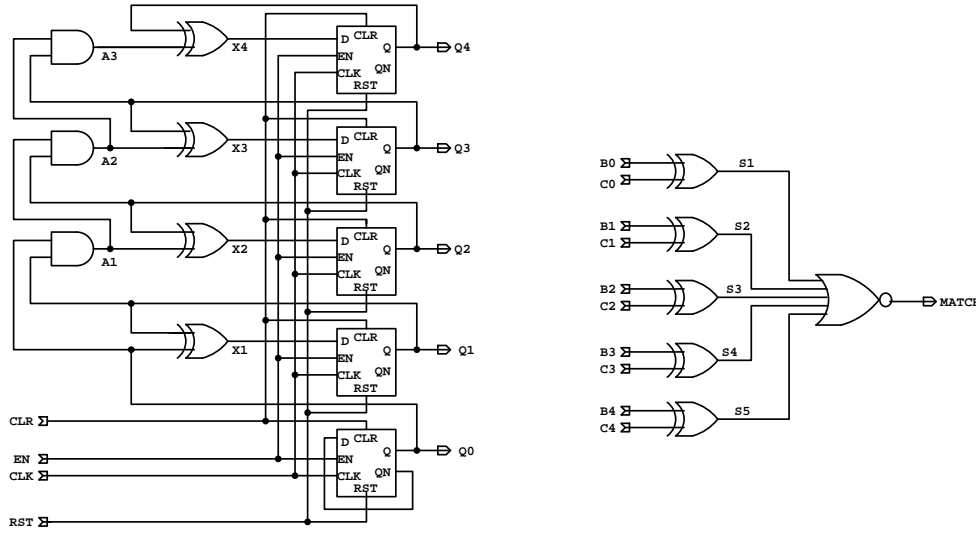 D CLR
Q
EN
CLK
QN
RST
Q4
A3
X4
D CLR
Q
EN
CLK
QN
RST
Q3
A2
X3
D CLR
Q
EN
CLK
QN
RST
Q2
A1
X2
D CLR
Q
EN
CLK
QN
RST
Q1
X1
CLR
D CLR
Q
EN
CLK
QN
RST
Q0
EN
CLK
RST
B0
C0
S1
B1
C1
S2
B2
C2
S3
MATCH
B3
C3
S4
B4
C4
S5